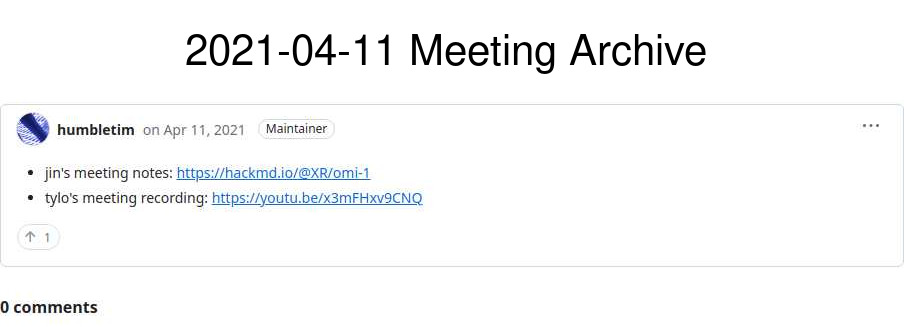 2021-04-11 Meeting Archive
humbletim on Apr 11, 2021 Maintainer
• jin's meeting notes: https://hackmd.io/@XR/omi-1
• tylo's meeting recording: https://youtu.be/x3mFHxv9CNQ
↑ 1
0 comments